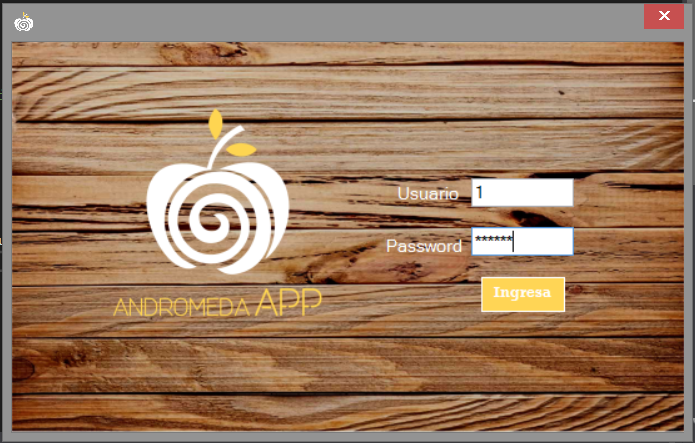 Usuario 1
Password ******
Ingresa
ANDROMEDA APP